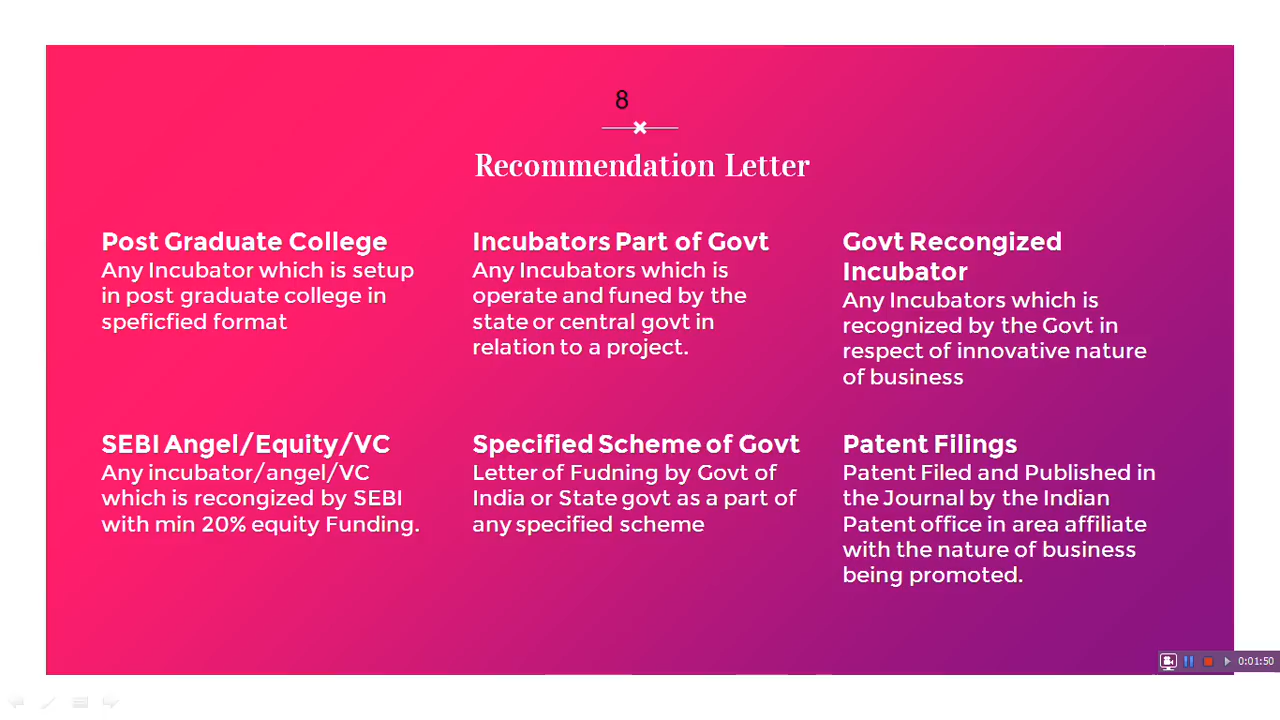 8
Recommendation Letter
Post Graduate College
Any Incubator which is setup
in post graduate college in
speficfied format
Incubators Part of Govt
Any Incubators which is
operate and funed by the
state or central govt in
relation to a project.
Govt Recongized
Incubator
Any Incubators which is
recognized by the Govt in
respect of innovative nature
of business
SEBI Angel/Equity/VC
Any incubator/angel/VC
which is recongized by SEBI
with min 20% equity Funding.
Specified Scheme of Govt
Letter of Fudning by Govt of
India or State govt as a part of
any specified scheme
Patent Filings
Patent Filed and Published in
the Journal by the Indian
Patent office in area affiliate
with the nature of business
being promoted.
0:01:50